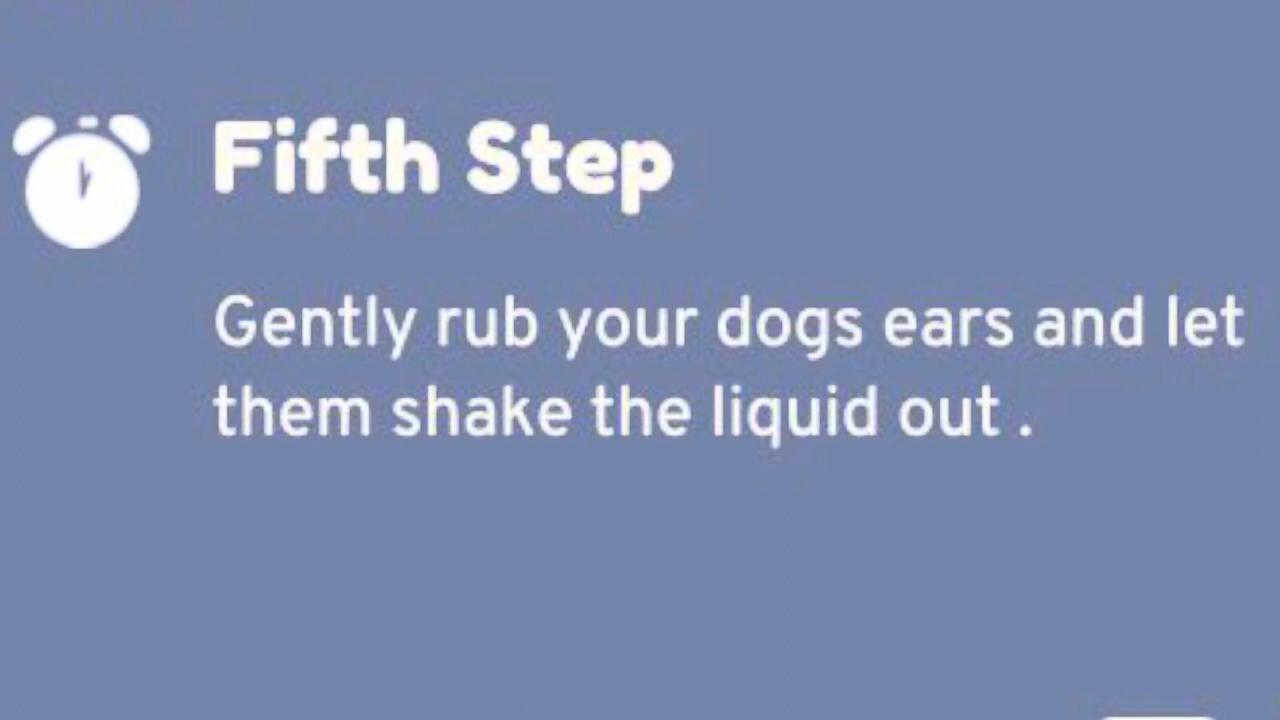 Fifth Step
Gently rub your dogs ears and let
them shake the liquid out .